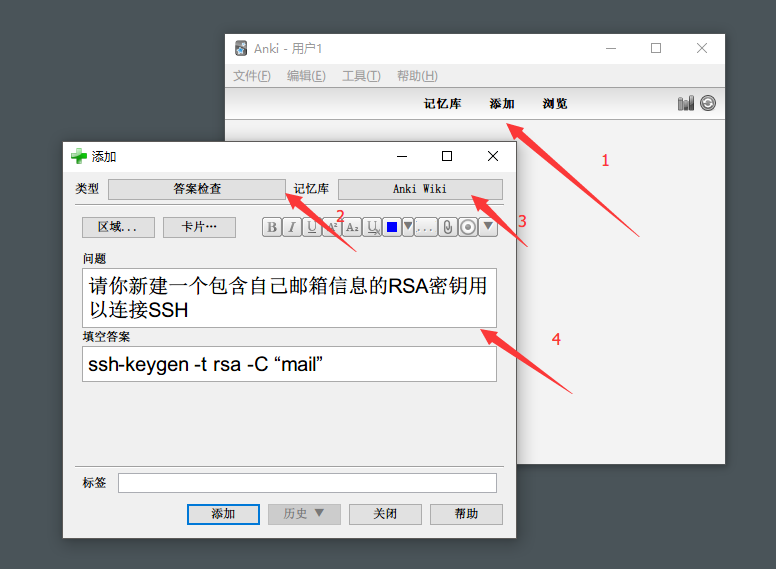 Anki - 用户1
文件(F) 编辑(E) 工具(T) 帮助(H)
记忆库 添加 浏览
1
添加
类型 答案检查 记忆库 Anki Wiki
2
3
区域... 卡片… B I U A² A₂ U ...
问题
请你新建一个包含自己邮箱信息的RSA密钥用
以连接SSH
4
填空答案
ssh-keygen -t rsa -C “mail”
标签
添加 历史 ▼ 关闭 帮助